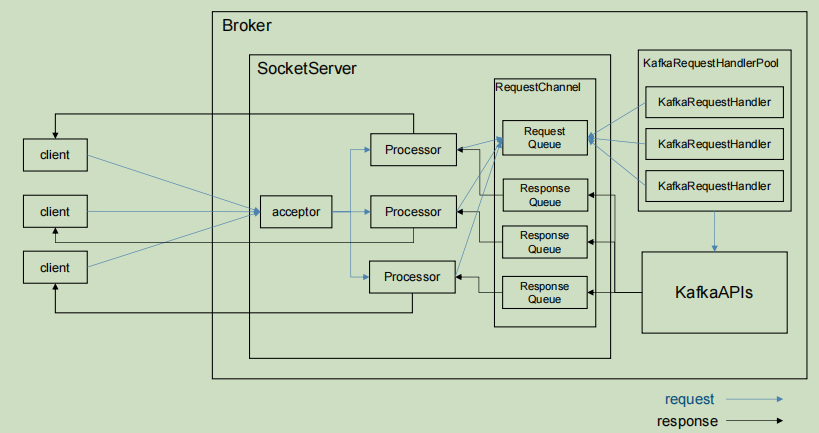 Broker
SocketServer
KafkaRequestHandlerPool
RequestChannel
KafkaRequestHandler
KafkaRequestHandler
KafkaRequestHandler
client
client
client
acceptor
Processor
Processor
Processor
Request
Queue
Response
Queue
Response
Queue
Response
Queue
KafkaAPIs
request
response